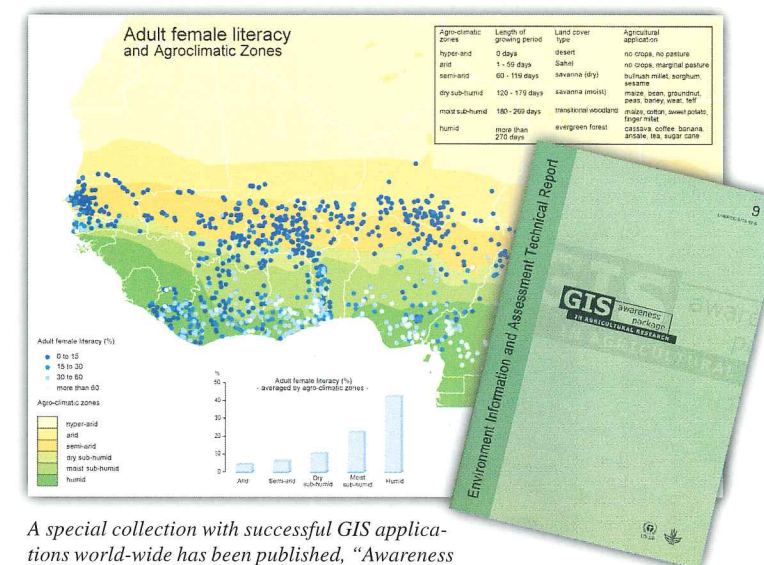 Adult female literacy
and Agroclimatic Zones
Agro-climatic zones Length of growing period Land cover type Agricultural application
hyper-arid 0 days desert no crops, no pasture
arid 1 - 59 days Sahel no crops, marginal pasture
semi-arid 60 - 119 days savanna (dry) bullrush millet, sorghum, sesame
dry sub-humid 120 - 179 days savanna (moist) maize, bean, groundnut, peas, barley, weat, teff
moist sub-humid 180 - 269 days transitional woodland maize, cotton, sweet potato, finger millet
humid more than 270 days evergreen forest cassava, coffee, banana, ansate, tea, sugar cane
Adult female literacy (%)
0 to 15
15 to 30
30 to 60
more than 60
Agro-climatic zones
hyper-arid
arid
semi-arid
dry sub-humid
moist sub-humid
humid
Adult female literacy (%)
- averaged by agro-climatic zones -
%
50
40
30
20
10
0
Arid Semi-arid Dry sub-humid Moist sub-humid Humid
Environment Information and Assessment Technical Report
9
GIS awareness package
IN AGRICULTURAL RESEARCH
A special collection with successful GIS applica-
tions world-wide has been published, “Awareness